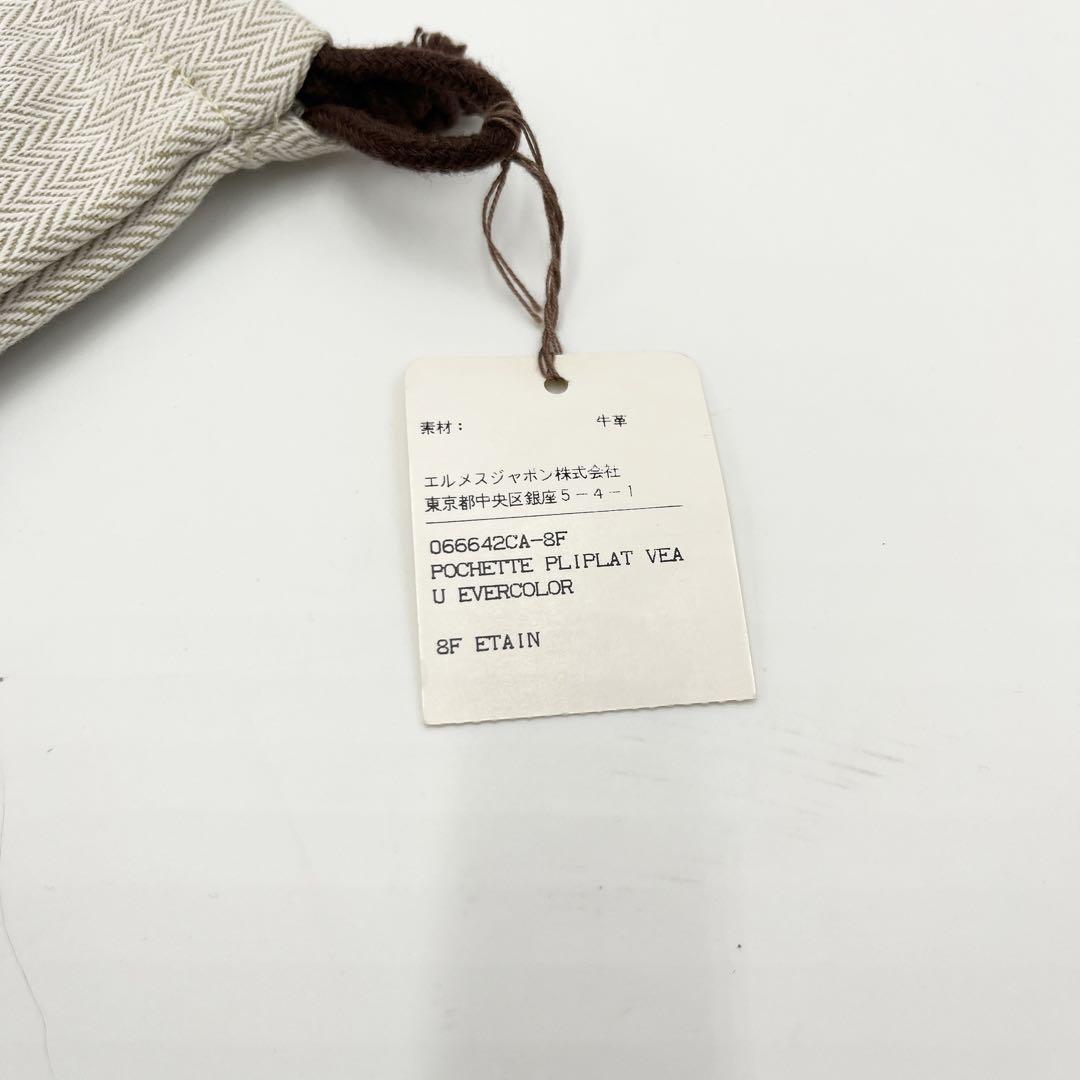 素材： 牛革
エルメスジャポン株式会社
東京都中央区銀座５－４－１
066642CA-8F
POCHETTE PLIPLAT VEA
U EVERCOLOR
8F ETAIN